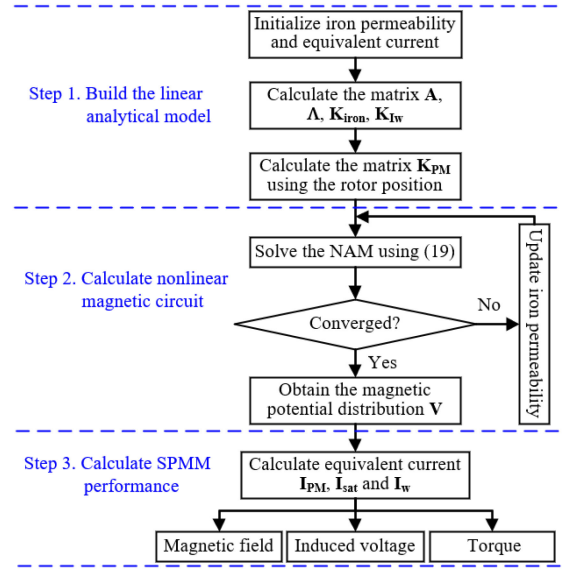 Initialize iron permeability
and equivalent current
Step 1. Build the linear
analytical model
Calculate the matrix A,
Λ, Kiron, KIw
Calculate the matrix KPM
using the rotor position
Step 2. Calculate nonlinear
magnetic circuit
Solve the NAM using (19)
Converged?
No
Update iron permeability
Yes
Obtain the magnetic
potential distribution V
Step 3. Calculate SPMM
performance
Calculate equivalent current
IPM, Isat and Iw
Magnetic field
Induced voltage
Torque